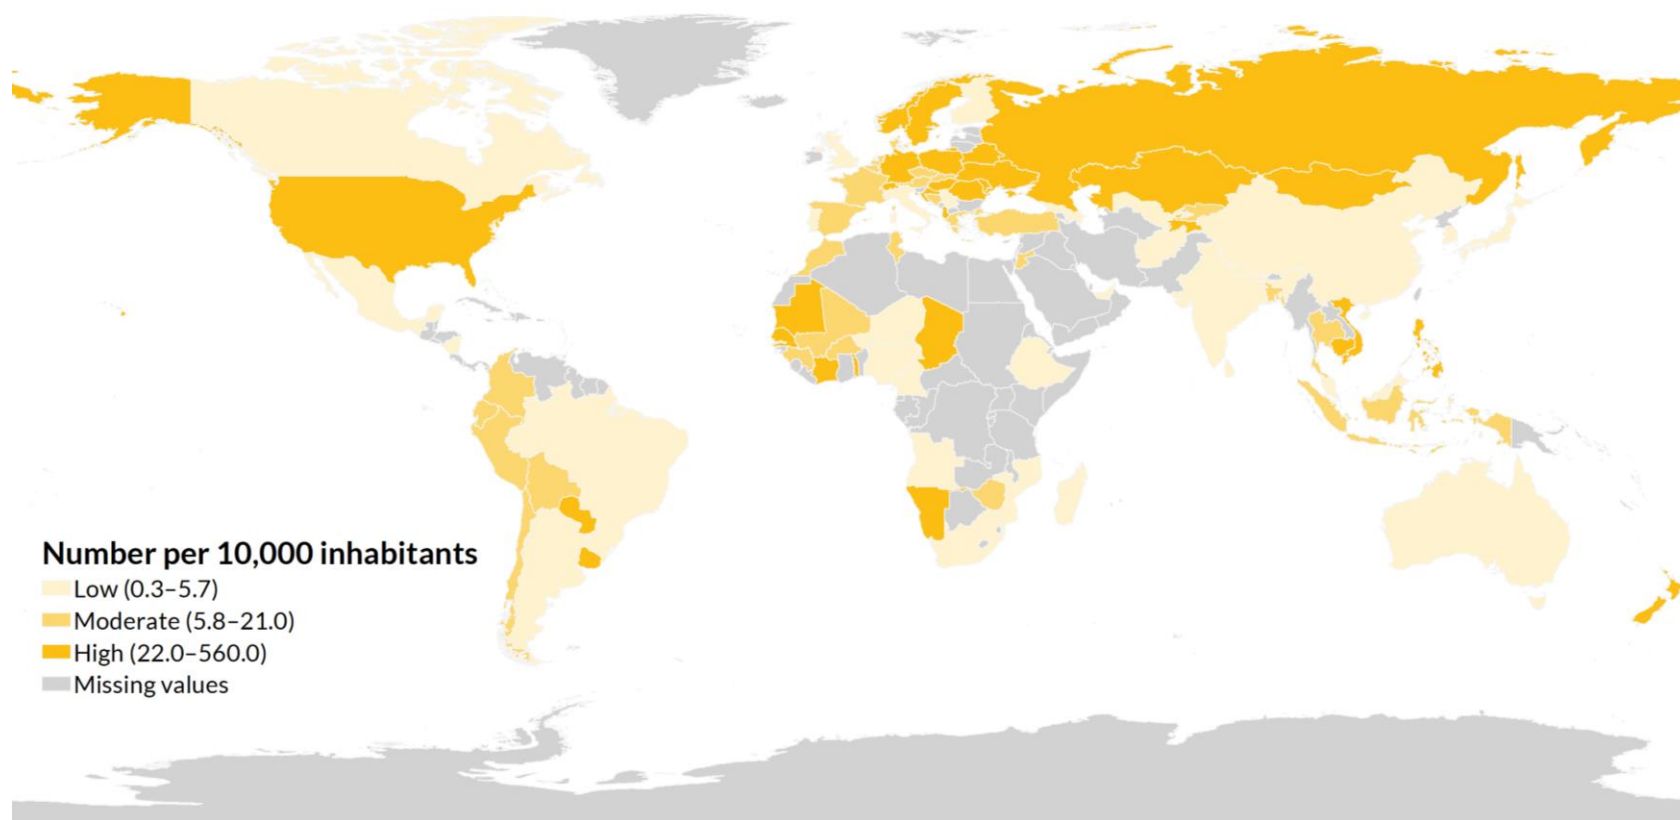 Number per 10,000 inhabitants
Low (0.3–5.7)
Moderate (5.8–21.0)
High (22.0–560.0)
Missing values